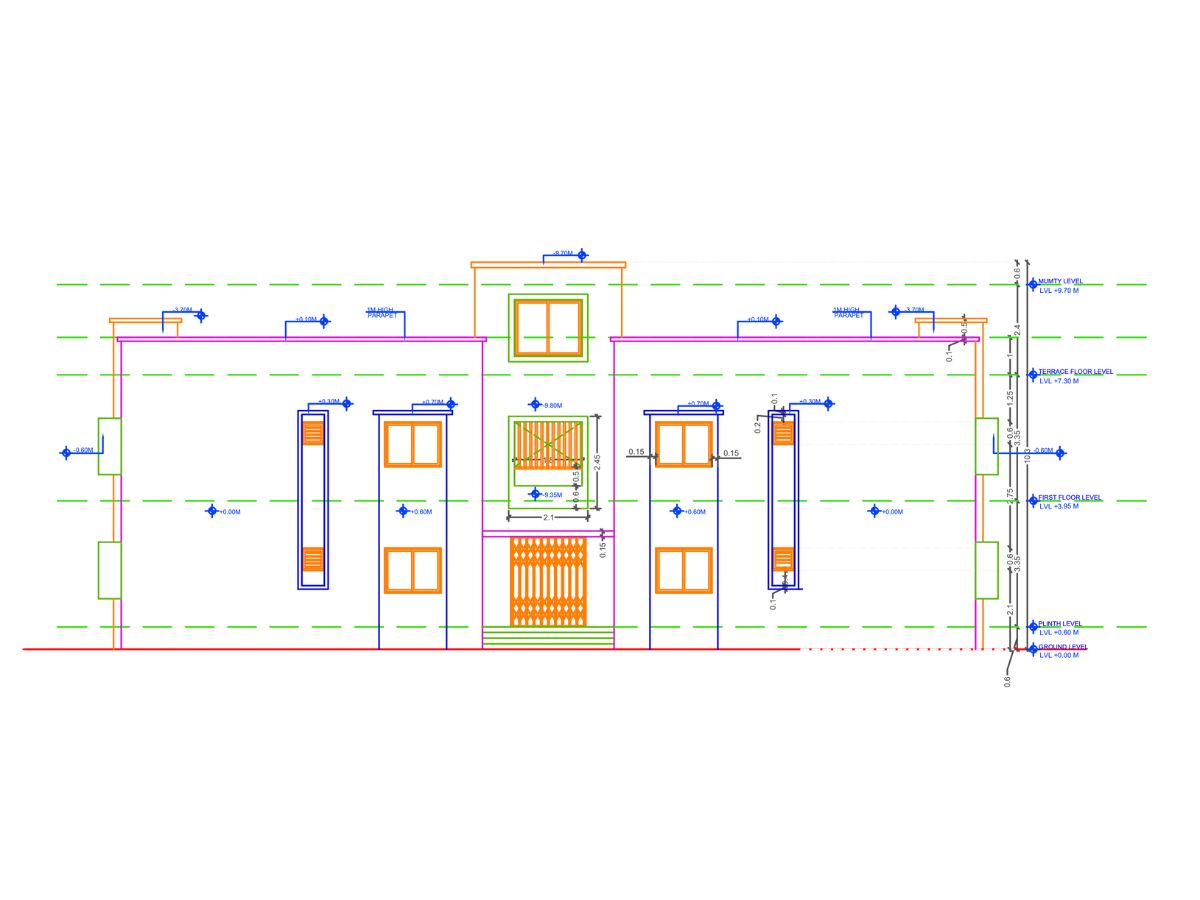 -9.70M
0.6
MUMTY LEVEL
LVL +9.70 M
-3.70M
+0.10M
1M HIGH
PARAPET
+0.10M
1M HIGH
PARAPET
-3.70M
0.5
2.4
0.1
1
TERRACE FLOOR LEVEL
LVL +7.30 M
+0.30M
+0.70M
-9.80M
+0.70M
0.1
+0.30M
1.25
0.2
0.6
3.35
-0.60M
2.45
0.15
0.15
-0.60M
10.3
0.5
0.6
-9.35M
2.75
FIRST FLOOR LEVEL
LVL +3.95 M
+0.00M
+0.60M
2.1
+0.60M
+0.00M
0.15
0.6
3.35
0.1
2.1
PLINTH LEVEL
LVL +0.60 M
GROUND LEVEL
LVL +0.00 M
0.6